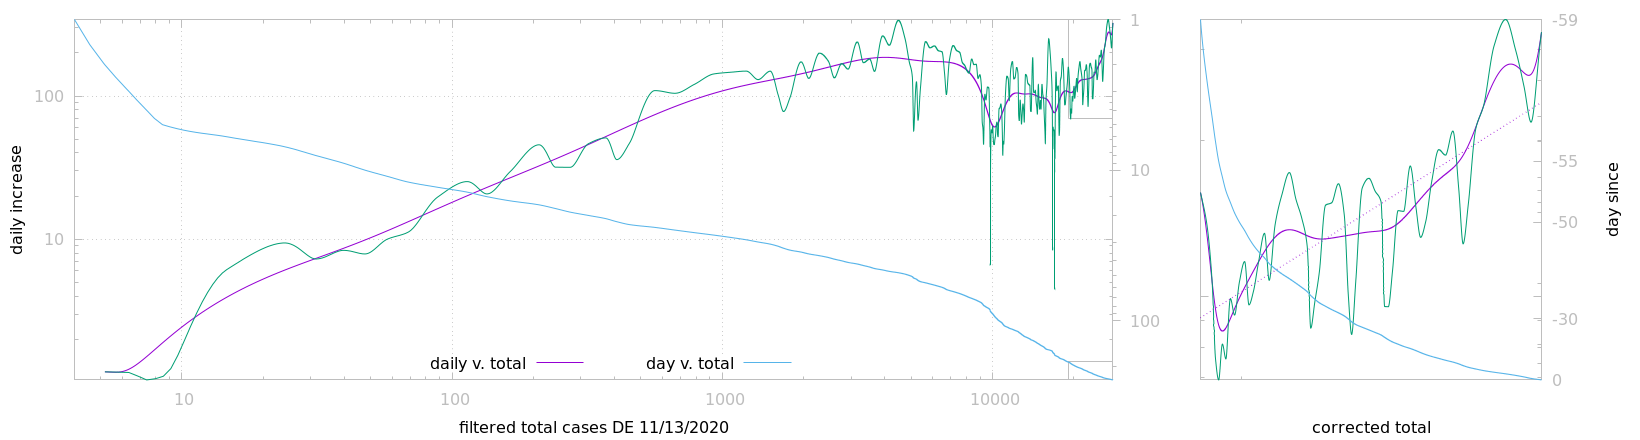 1
-59
100
10
-55
daily increase
-50
day since
10
100
-30
daily v. total
day v. total
0
10
100
1000
10000
filtered total cases DE 11/13/2020
corrected total